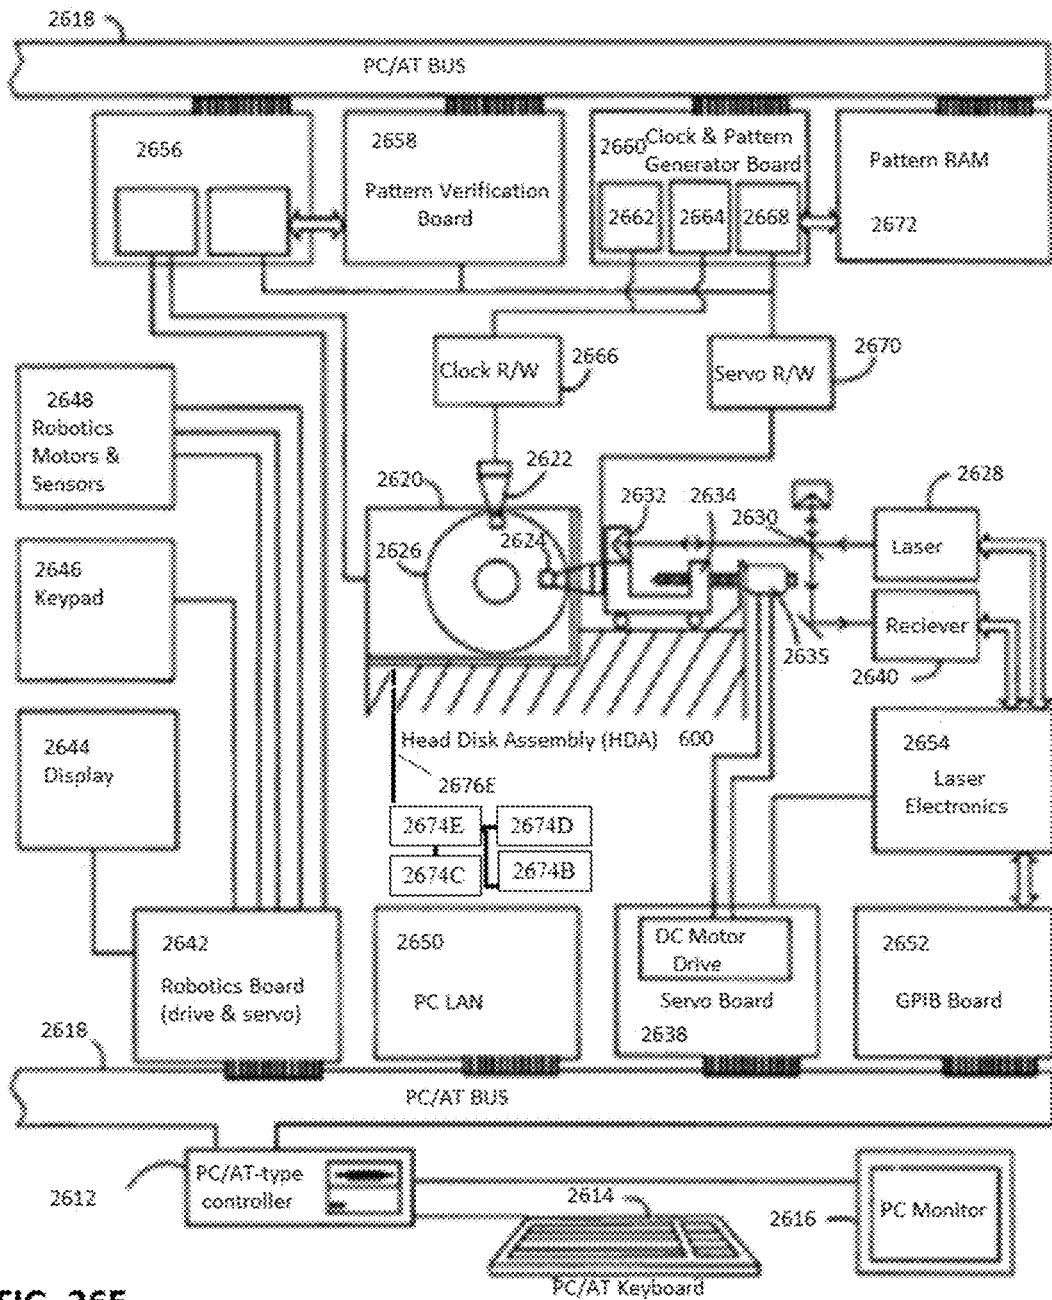 2618
PC/AT BUS
2656
2658
Pattern Verification
Board
2660
Clock & Pattern
Generator Board
2662
2664
2668
Pattern RAM
2672
Clock R/W
2666
Servo R/W
2670
2648
Robotics
Motors &
Sensors
2620
2622
2626
2624
2632
2634
2630
2628
Laser
2646
Keypad
Reciever
2635
2640
2644
Display
Head Disk Assembly (HDA) 600
2676E
2654
Laser
Electronics
2674E
2674D
2674C
2674B
2642
Robotics Board
(drive & servo)
2650
PC LAN
DC Motor
Drive
Servo Board
2638
2652
GPIB Board
2618
PC/AT BUS
2612
PC/AT-type
controller
2614
PC/AT Keyboard
2616
PC Monitor
FIG. 26E